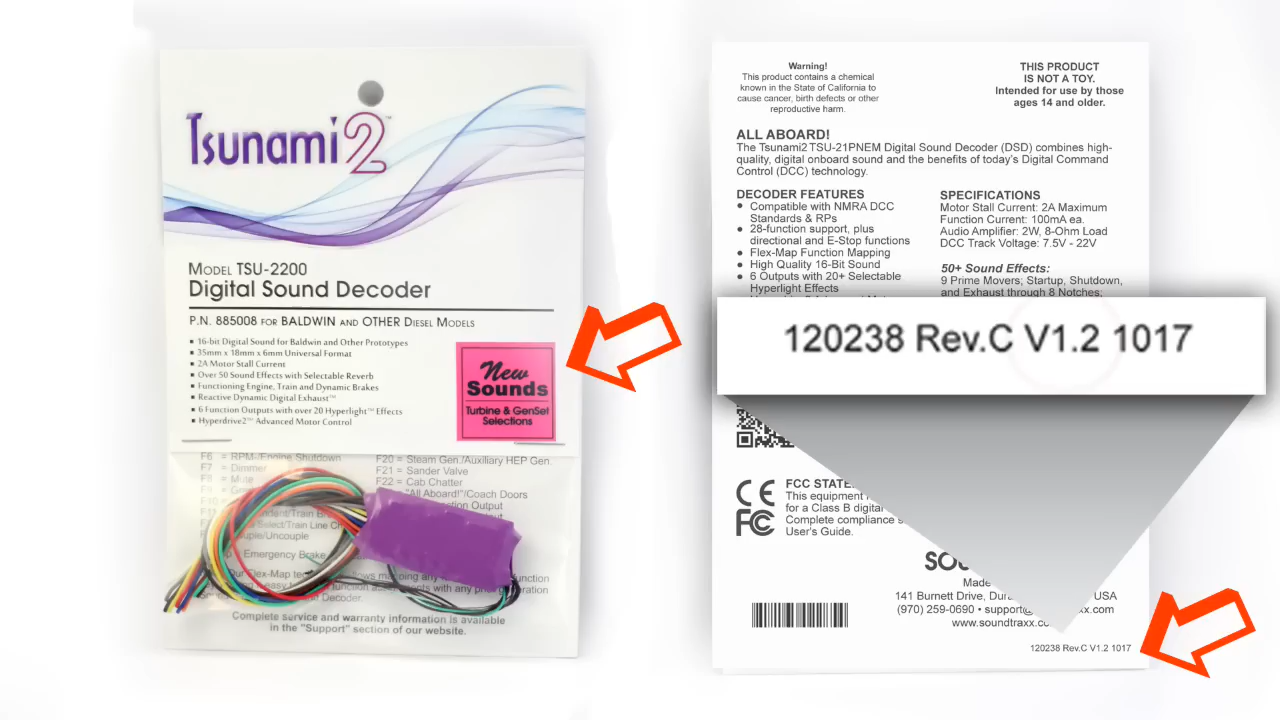 Tsunami2™
MODEL TSU-2200
Digital Sound Decoder
P.N. 885008 FOR BALDWIN AND OTHER DIESEL MODELS
▪ 16-bit Digital Sound for Baldwin and Other Prototypes
▪ 35mm x 18mm x 6mm Universal Format
▪ 2A Motor Stall Current
▪ Over 50 Sound Effects with Selectable Reverb
▪ Functioning Engine, Train and Dynamic Brakes
▪ Reactive Dynamic Digital Exhaust™
▪ 6 Function Outputs with over 20 Hyperlight™ Effects
▪ Hyperdrive2™ Advanced Motor Control
New
Sounds
Turbine & GenSet
Selections
F6 = RPM-/Engine Shutdown
F7 = Dimmer
F8 = Mute
F20 = Steam Gen./Auxiliary HEP Gen.
F21 = Sander Valve
F22 = Cab Chatter
"All Aboard!"/Coach Doors
Output
Select/Train Line
/Uncouple
= Emergency Brake
Our Flex-Map
with any
Decoder.
Complete service and warranty information is available
in the "Support" section of our website.
Warning!
This product contains a chemical
known in the State of California to
cause cancer, birth defects or other
reproductive harm.
THIS PRODUCT
IS NOT A TOY.
Intended for use by those
ages 14 and older.
ALL ABOARD!
The Tsunami2 TSU-21PNEM Digital Sound Decoder (DSD) combines high-
quality, digital onboard sound and the benefits of today's Digital Command
Control (DCC) technology.
DECODER FEATURES
• Compatible with NMRA DCC
Standards & RPs
• 28-function support, plus
directional and E-Stop functions
• Flex-Map Function Mapping
• High Quality 16-Bit Sound
• 6 Outputs with 20+ Selectable
Hyperlight Effects
SPECIFICATIONS
Motor Stall Current: 2A Maximum
Function Current: 100mA ea.
Audio Amplifier: 2W, 8-Ohm Load
DCC Track Voltage: 7.5V - 22V
50+ Sound Effects:
9 Prime Movers; Startup, Shutdown,
and Exhaust through 8 Notches;
120238 Rev.C V1.2 1017
CE
FC
FCC
This equipment
for a Class B digital
Complete compliance
User's Guide.
Made
USA
141 Burnett Drive,
(970) 259-0690 •
www.soundtraxx
120238 Rev.C V1.2 1017